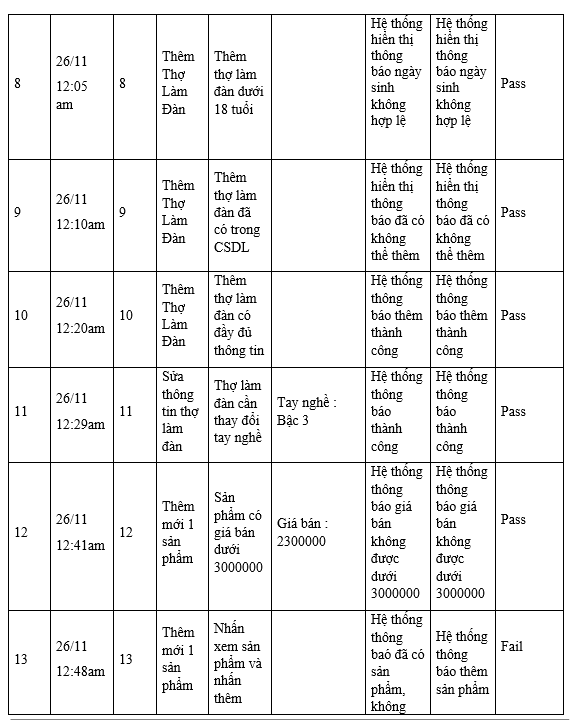 8
26/11
12:05
am
8
Thêm
Thợ
Làm
Đàn
Thêm
thợ làm
đàn dưới
18 tuổi
Hệ thống
hiển thị
thông
báo ngày
sinh
không
hợp lệ
Hệ thống
hiển thị
thông
báo ngày
sinh
không
hợp lệ
Pass
9
26/11
12:10am
9
Thêm
Thợ
Làm
Đàn
Thêm
thợ làm
đàn đã
có trong
CSDL
Hệ thống
hiển thị
thông
báo đã có
không
thể thêm
Hệ thống
hiển thị
thông
báo đã có
không
thể thêm
Pass
10
26/11
12:20am
10
Thêm
Thợ
Làm
Đàn
Thêm
thợ làm
đàn có
đầy đủ
thông tin
Hệ thống
thông
báo thêm
thành
công
Hệ thống
thông
báo thêm
thành
công
Pass
11
26/11
12:29am
11
Sửa
thông
tin thợ
làm
đàn
Thợ làm
đàn cần
thay đổi
tay nghề
Tay nghề :
Bậc 3
Hệ thống
thông
báo
thành
công
Hệ thống
thông
báo
thành
công
Pass
12
26/11
12:41am
12
Thêm
mới 1
sản
phẩm
Sản
phẩm có
giá bán
dưới
3000000
Giá bán :
2300000
Hệ thống
thông
báo giá
bán
không
được
dưới
3000000
Hệ thống
thông
báo giá
bán
không
được
dưới
3000000
Pass
13
26/11
12:48am
13
Thêm
mới 1
sản
phẩm
Nhấn
xem sản
phẩm và
nhấn
thêm
Hệ thống
thông
baó đã có
sản
phẩm,
không
Hệ thống
thông
báo thêm
sản phẩm
Fail